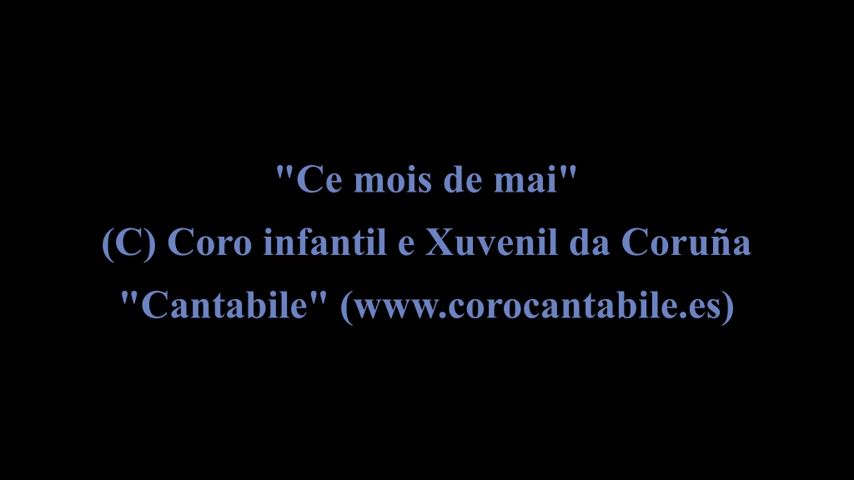 "Ce mois de mai"
(C) Coro infantil e Xuvenil da Coruña
"Cantabile" (www.corocantabile.es)